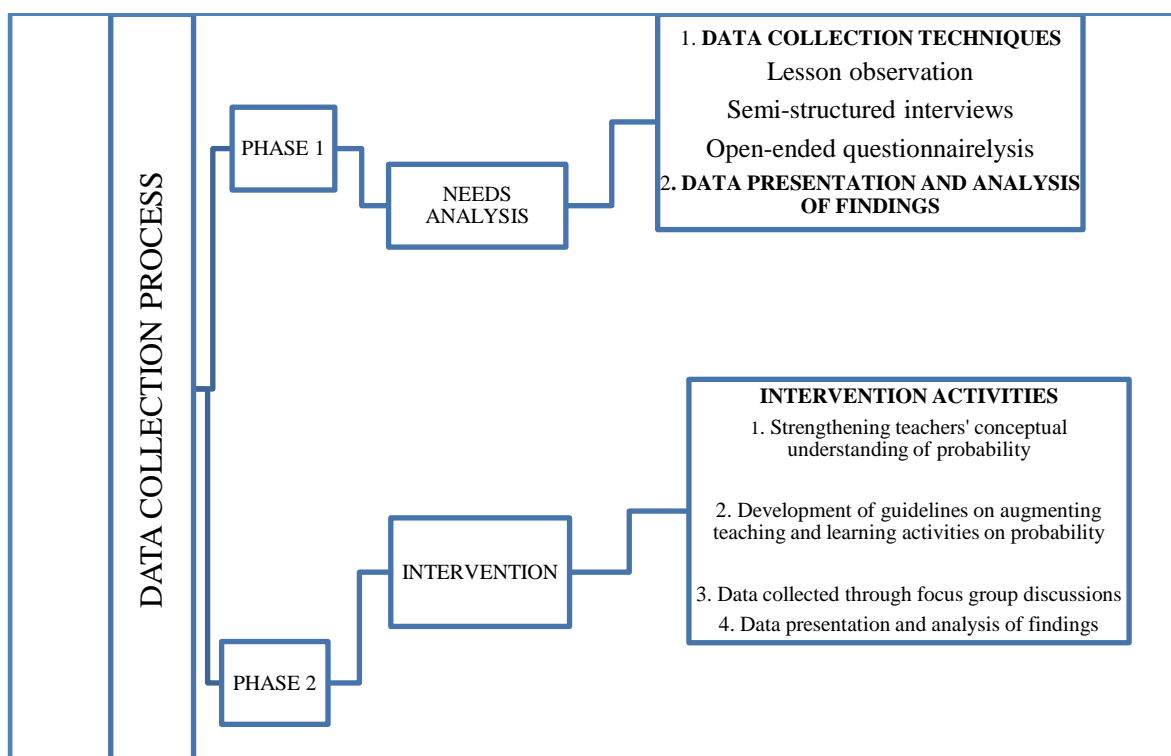 DATA COLLECTION PROCESS
PHASE 1
NEEDS
ANALYSIS
1. DATA COLLECTION TECHNIQUES
Lesson observation
Semi-structured interviews
Open-ended questionnairelysis
2. DATA PRESENTATION AND ANALYSIS
OF FINDINGS
PHASE 2
INTERVENTION
INTERVENTION ACTIVITIES
1. Strengthening teachers' conceptual
understanding of probability
2. Development of guidelines on augmenting
teaching and learning activities on probability
3. Data collected through focus group discussions
4. Data presentation and analysis of findings